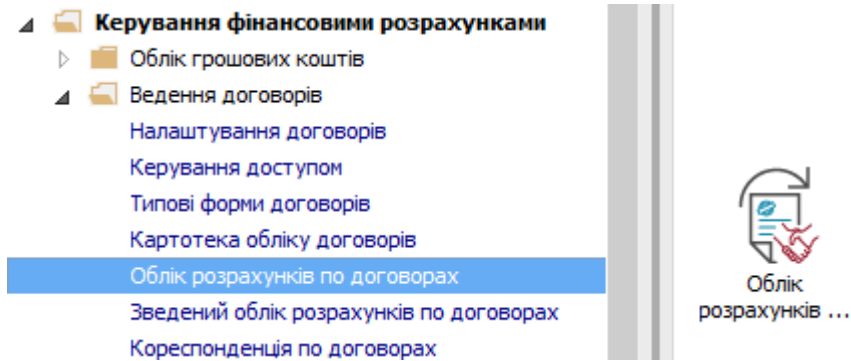 Керування фінансовими розрахунками
Облік грошових коштів
Ведення договорів
Налаштування договорів
Керування доступом
Типові форми договорів
Картотека обліку договорів
Облік розрахунків по договорах
Зведений облік розрахунків по договорах
Кореспонденція по договорах
Облік
розрахунків ...